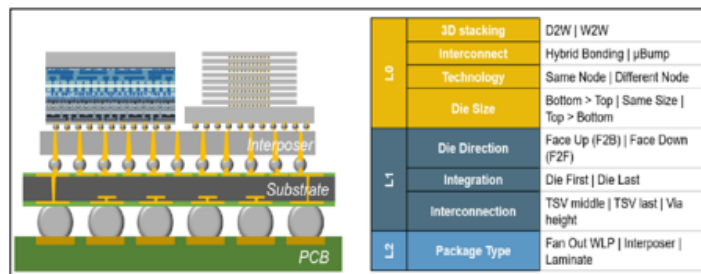 Interposer
Substrate
PCB
L0
3D stacking
D2W | W2W
Interconnect
Hybrid Bonding | µBump
Technology
Same Node | Different Node
Die Size
Bottom > Top | Same Size |
Top > Bottom
L1
Die Direction
Face Up (F2B) | Face Down
(F2F)
Integration
Die First | Die Last
Interconnection
TSV middle | TSV last | Via
height
L2
Package Type
Fan Out WLP | Interposer |
Laminate